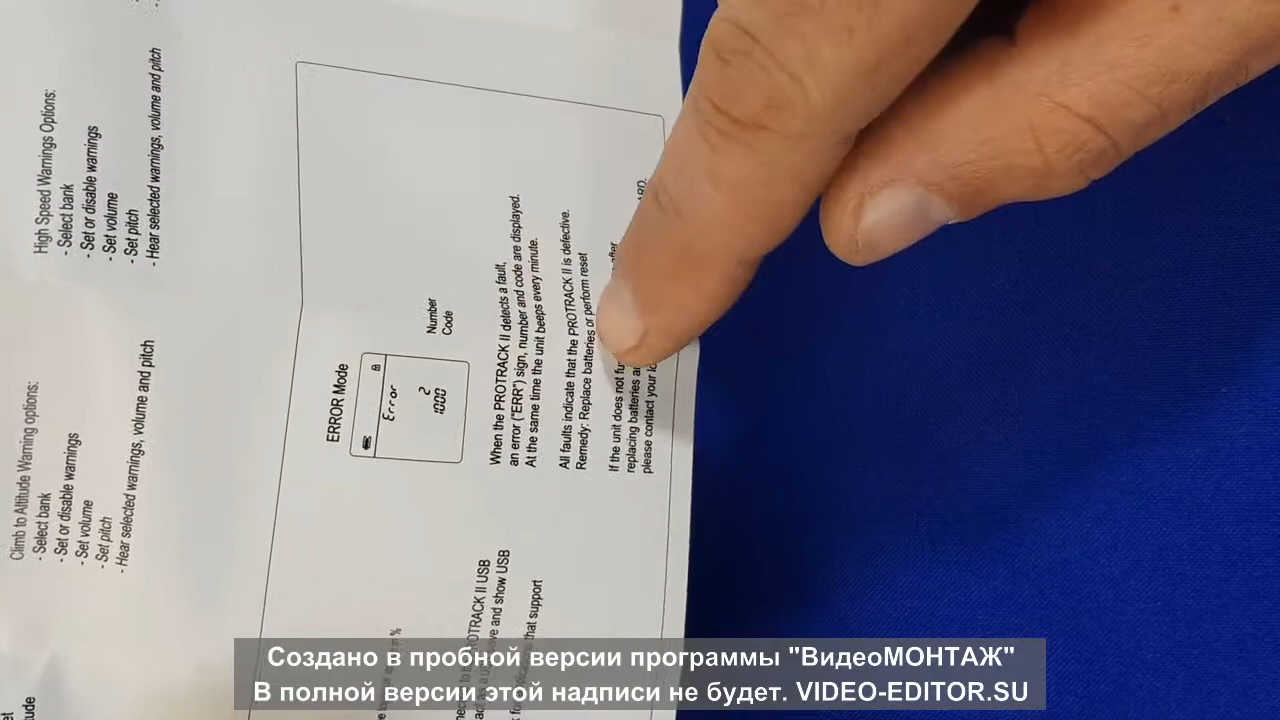 High Speed Warnings Options:
- Select bank
- Set or disable warnings
- Set volume
- Set pitch
- Hear selected warnings, volume and pitch
Climb to Altitude Warning options:
- Select bank
- Set or disable warnings
- Set volume
- Set pitch
- Hear selected warnings, volume and pitch
ERROR Mode
Error
2
1000
Number
Code
When the PROTRACK II detects a fault,
an error ("ERR") sign, number and code are displayed.
At the same time the unit beeps every minute.
All faults indicate that the PROTRACK II is defective.
Remedy: Replace batteries or perform reset
If the unit does not after
replacing batteries
please contact your
PROTRACK II USB
and show USB
that support
Создано в пробной версии программы "ВидеоМОНТАЖ"
В полной версии этой надписи не будет. VIDEO-EDITOR.SU